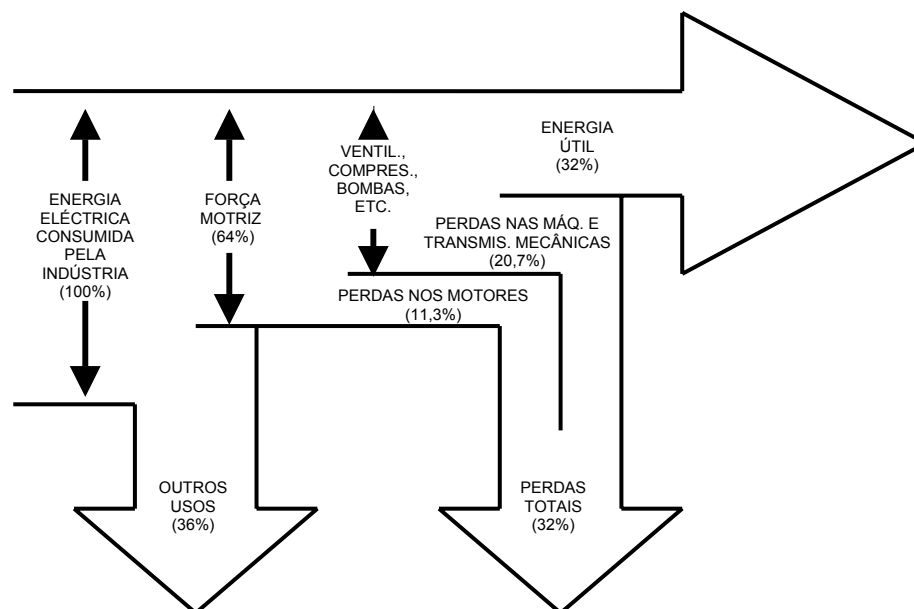 ENERGIA
ELÉCTRICA
CONSUMIDA
PELA
INDÚSTRIA
(100%)
FORÇA
MOTRIZ
(64%)
VENTIL.,
COMPRES.,
BOMBAS,
ETC.
ENERGIA
ÚTIL
(32%)
PERDAS NAS MÁQ. E
TRANSMIS. MECÂNICAS
(20,7%)
PERDAS NOS MOTORES
(11,3%)
OUTROS
USOS
(36%)
PERDAS
TOTAIS
(32%)